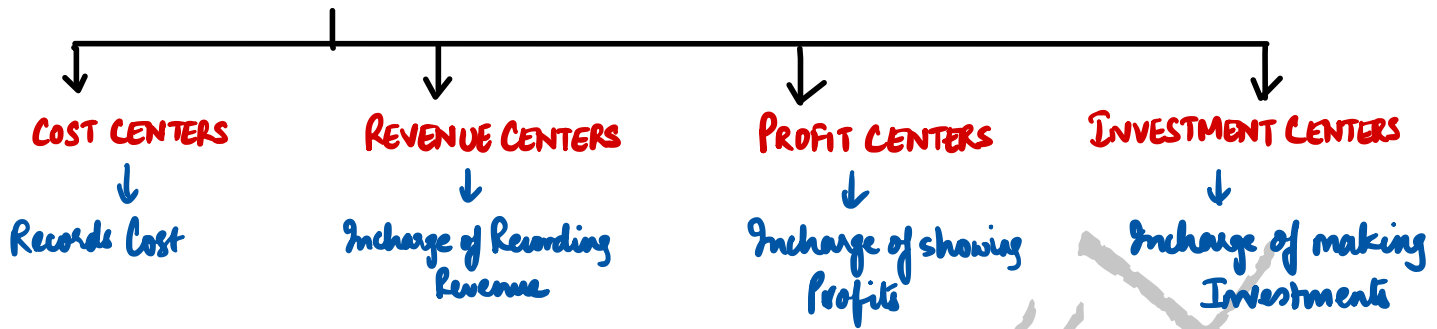 COST CENTERS
REVENUE CENTERS
PROFIT CENTERS
INVESTMENT CENTERS
Records Cost
Incharge of Recording
Revenue
Incharge of showing
Profits
Incharge of making
Investments